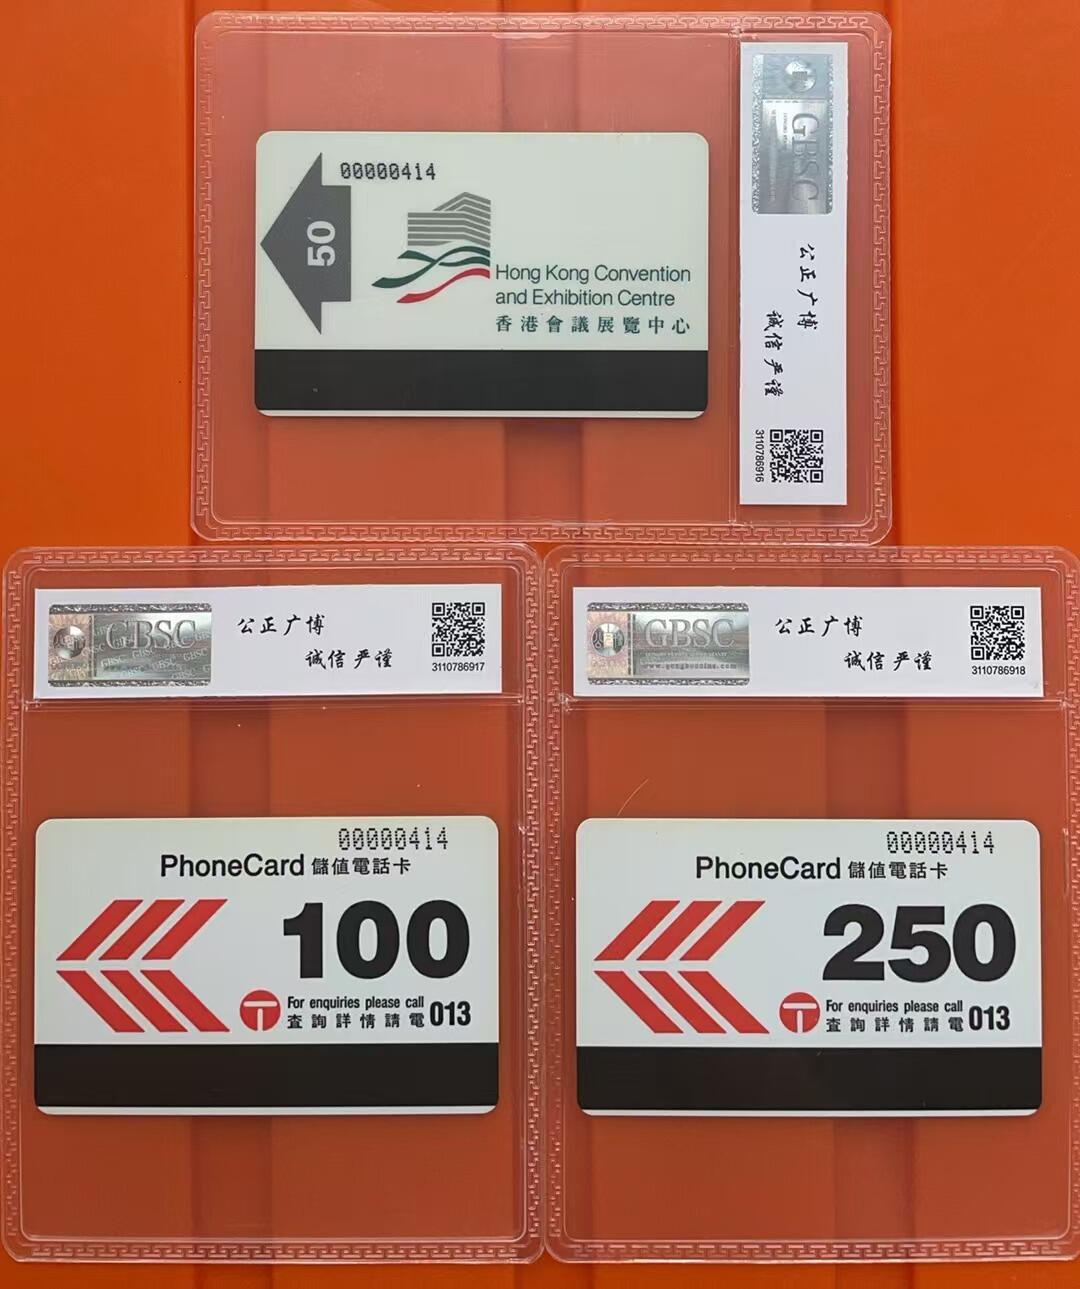 00000414
50
Hong Kong Convention
and Exhibition Centre
香港會議展覽中心
GBSC
公正广博
诚信 严谨
3110786916
GBSC
公正广博
诚信 严谨
3110786917
00000414
PhoneCard 儲值電話卡
100
For enquiries please call
查詢詳情請電 013
GBSC
公正广博
诚信 严谨
3110786918
00000414
PhoneCard 儲值電話卡
250
For enquiries please call
查詢詳情請電 013